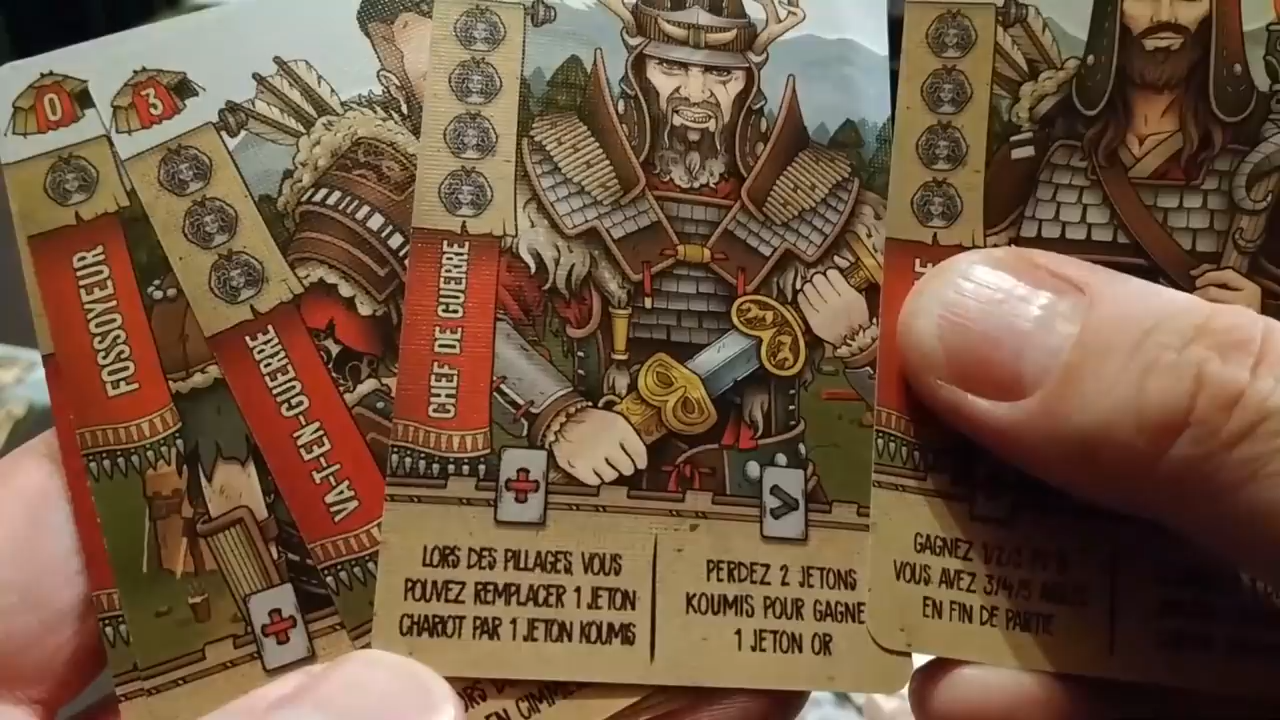 0
3
FOSSOYEUR
VA-T-EN-GUERRE
CHEF DE GUERRE
LORS DES PILLAGES, VOUS
POUVEZ REMPLACER 1 JETON
CHARIOT PAR 1 JETON KOUMIS
>
PERDEZ 2 JETONS
KOUMIS POUR GAGNE
1 JETON OR
GAGNEZ
VOUS AVEZ 3/4/5
EN FIN DE PARTIE